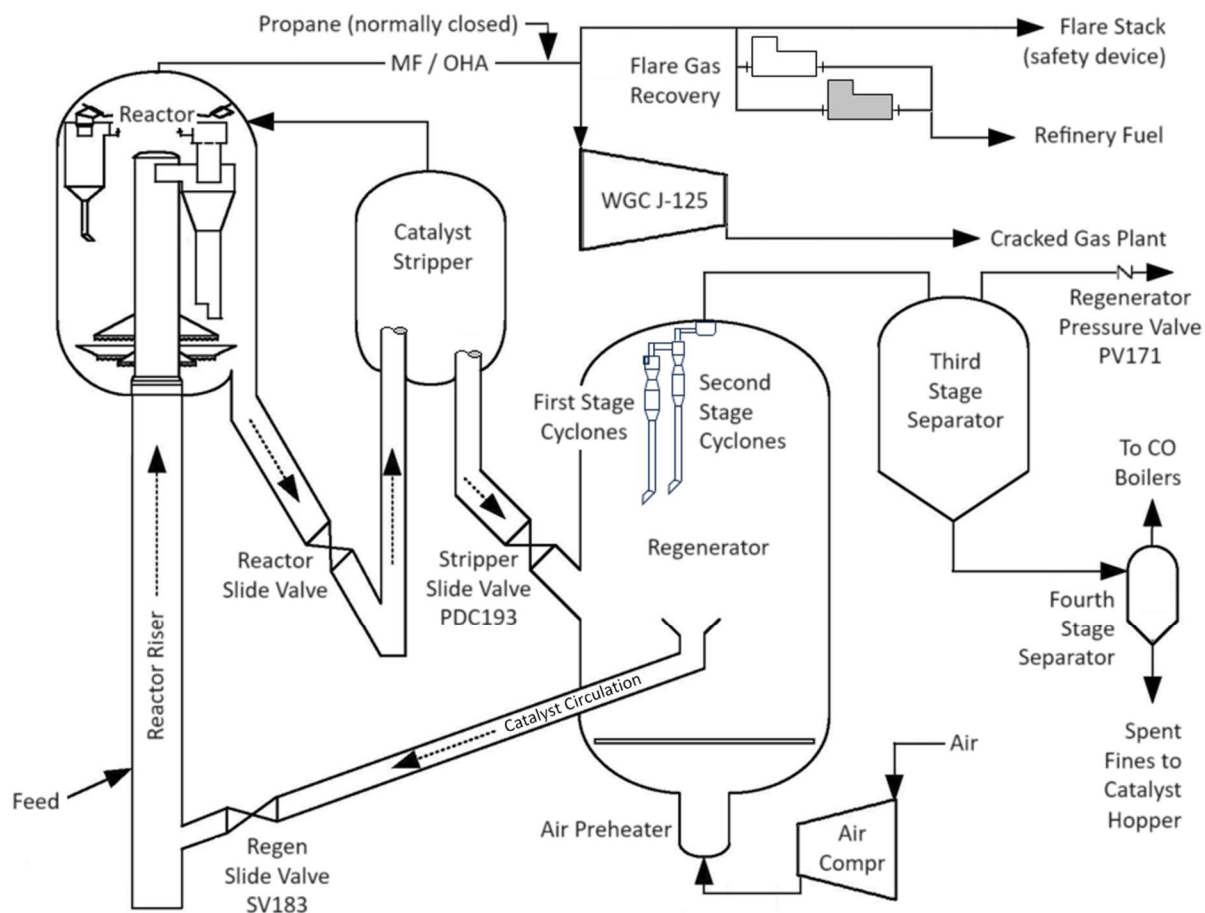 Propane (normally closed)
MF / OHA
Flare Stack
(safety device)
Flare Gas
Recovery
Refinery Fuel
Reactor
WGC J-125
Catalyst
Stripper
Cracked Gas Plant
Regenerator
Pressure Valve
PV171
Third
Stage
Separator
First Stage
Cyclones
Second
Stage
Cyclones
To CO
Boilers
Reactor
Slide Valve
Stripper
Slide Valve
PDC193
Regenerator
Fourth
Stage
Separator
Reactor Riser
Catalyst Circulation
Spent
Fines to
Catalyst
Hopper
Air
Feed
Air Preheater
Air
Compr
Regen
Slide Valve
SV183